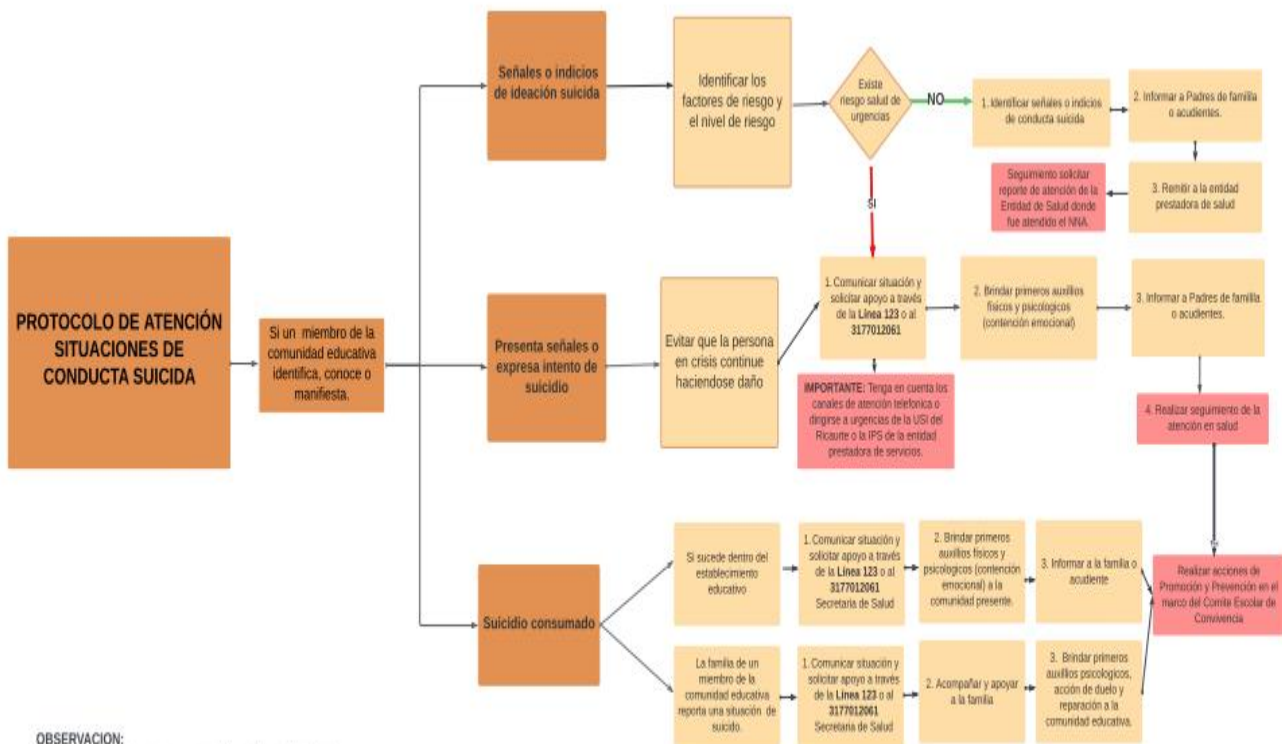 PROTOCOLO DE ATENCIÓN
SITUACIONES DE
CONDUCTA SUICIDA
Si un miembro de la
comunidad educativa
identifica, conoce o
manifiesta.
Señales o indicios
de ideación suicida
Identificar los
factores de riesgo y
el nivel de riesgo
Existe
riesgo salud de
urgencias
NO
1. Identificar señales o indicios
de conducta suicida
2. Informar a Padres de familila
o acudientes.
3. Remitir a la entidad
prestadora de salud
Seguimiento solicitar
reporte de atención de la
Entidad de Salud donde
fue atendido el NNA.
SI
Presenta señales o
expresa intento de
suicidio
Evitar que la persona
en crisis continue
haciendose daño
1. Comunicar situación y
solicitar apoyo a través
de la Línea 123 o al
3177012061
2. Brindar primeros auxillios
físicos y psicologicos
(contención emocional)
3. Informar a Padres de familila
o acudientes.
IMPORTANTE: Tenga en cuenta los
canales de atención telefonica o
dirigirse a urgencias de la USI del
Ricaurte o la IPS de la entidad
prestadora de servicios.
4. Realizar seguimiento de la
atención en salud
Suicidio consumado
Si sucede dentro del
establecimiento
educativo
1. Comunicar situación y
solicitar apoyo a través
de la Línea 123 o al
3177012061
Secretaria de Salud
2. Brindar primeros
auxillios físicos y
psicologicos (contención
emocional) a la
comunidad presente.
3. Informar a la familia o
acudiente
Realizar acciones de
Promoción y Prevención en el
marco del Comite Escolar de
Convivencia
La familia de un
miembro de la
comunidad educativa
reporta una situación de
suicido.
1. Comunicar situación y
solicitar apoyo a través
de la Línea 123 o al
3177012061
Secretaria de Salud
2. Acompañar y apoyar
a la familia
3. Brindar primeros
auxilios psicologicos,
acción de duelo y
reparación a la
comunidad educativa.
OBSERVACION: